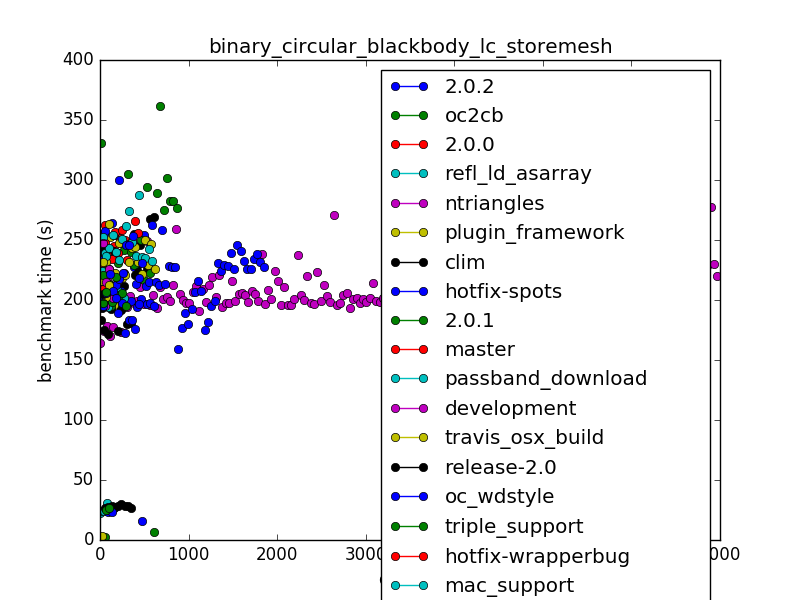 binary_circular_blackbody_lc_storemesh
400
350
300
250
200
150
100
50
0
benchmark time (s)
0
1000
2000
3000
000
2.0.2
oc2cb
2.0.0
refl_ld_asarray
ntriangles
plugin_framework
clim
hotfix-spots
2.0.1
master
passband_download
development
travis_osx_build
release-2.0
oc_wdstyle
triple_support
hotfix-wrapperbug
mac_support